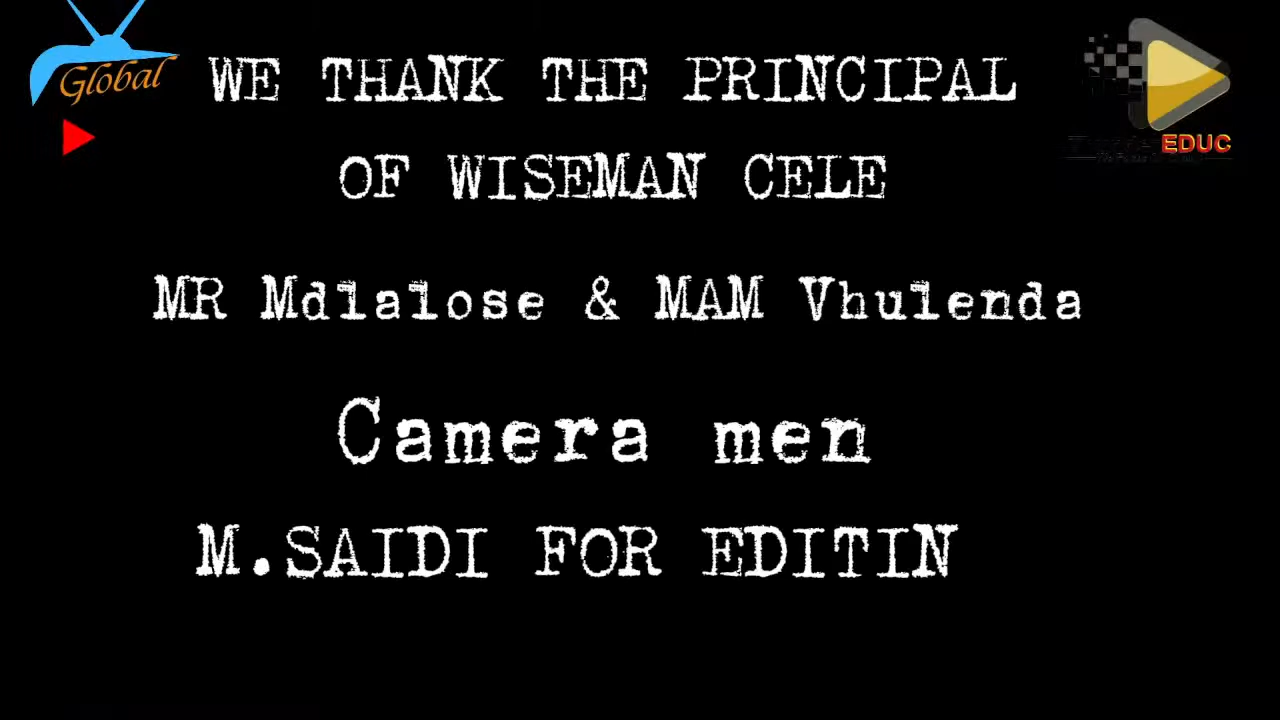 Global
WE THANK THE PRINCIPAL
EDUC
OF WISEMAN CELE
MR Mdlalose & MAM Vhulenda
Camera men
M.SAIDI FOR EDITIN